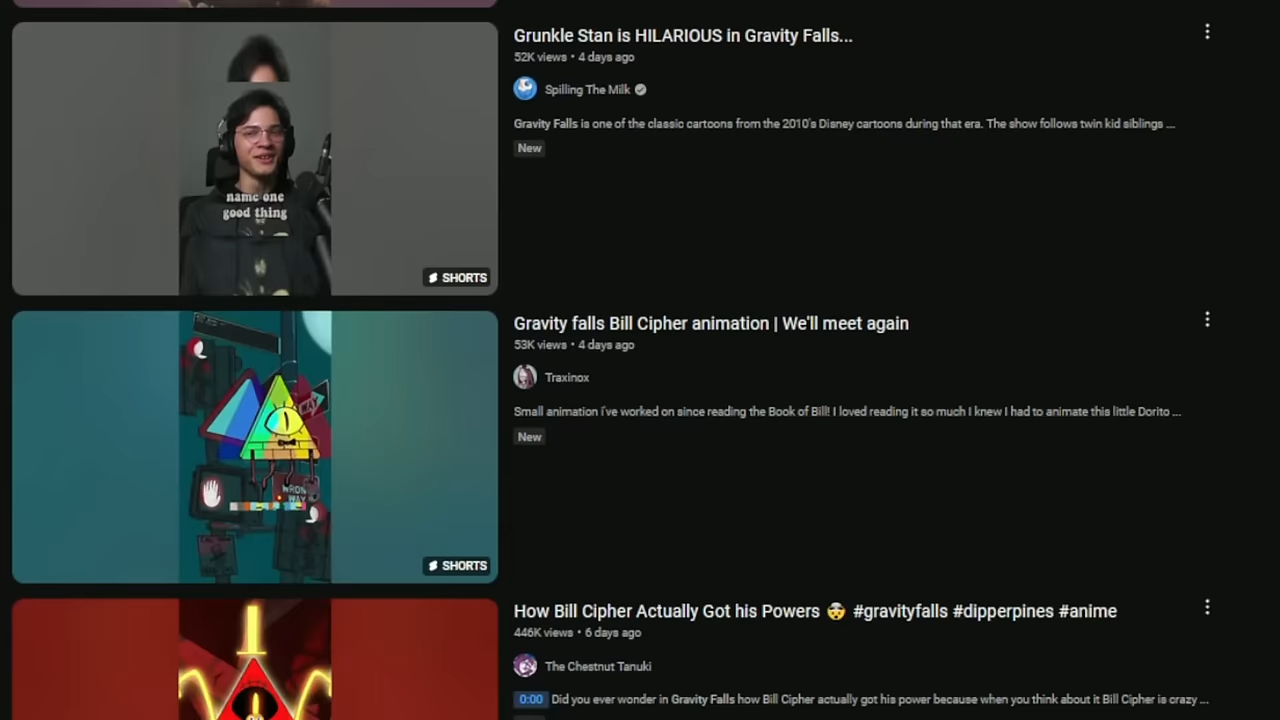 Grunkle Stan is HILARIOUS in Gravity Falls...
52K views • 4 days ago
Spilling The Milk
Gravity Falls is one of the classic cartoons from the 2010's Disney cartoons during that era. The show follows twin kid siblings ...
New
name one
good thing
SHORTS
Gravity falls Bill Cipher animation | We'll meet again
53K views • 4 days ago
Traxinox
Small animation i've worked on since reading the Book of Bill! I loved reading it so much I knew I had to animate this little Dorito ...
New
WRONG
WAY
SHORTS
How Bill Cipher Actually Got his Powers 🤯 #gravityfalls #dipperpines #anime
446K views • 6 days ago
The Chestnut Tanuki
0:00 Did you ever wonder in Gravity Falls how Bill Cipher actually got his power because when you think about it Bill Cipher is crazy ...